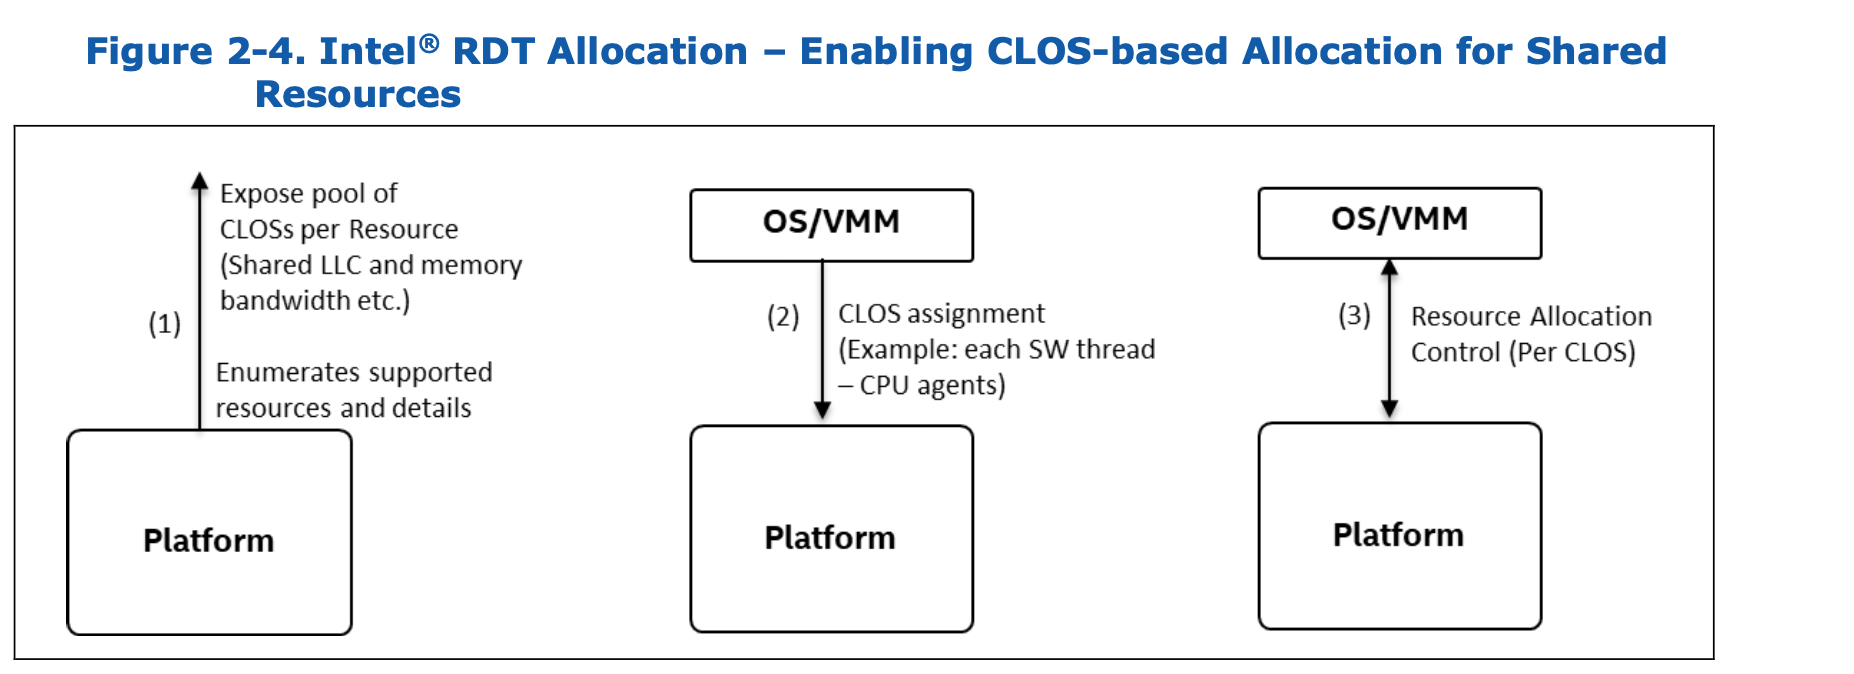 Figure 2-4. Intel® RDT Allocation – Enabling CLOS-based Allocation for Shared
Resources
Expose pool of
CLOSs per Resource
(Shared LLC and memory
bandwidth etc.)
(1)
Enumerates supported
resources and details
Platform
OS/VMM
(2)
CLOS assignment
(Example: each SW thread
– CPU agents)
Platform
OS/VMM
(3)
Resource Allocation
Control (Per CLOS)
Platform